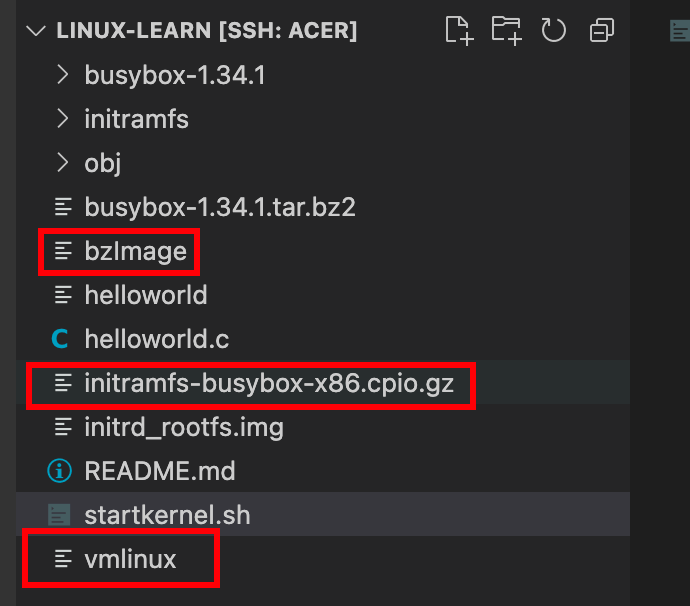 LINUX-LEARN [SSH: ACER]
busybox-1.34.1
initramfs
obj
busybox-1.34.1.tar.bz2
bzImage
helloworld
C helloworld.c
initramfs-busybox-x86.cpio.gz
initrd_rootfs.img
README.md
startkernel.sh
vmlinux